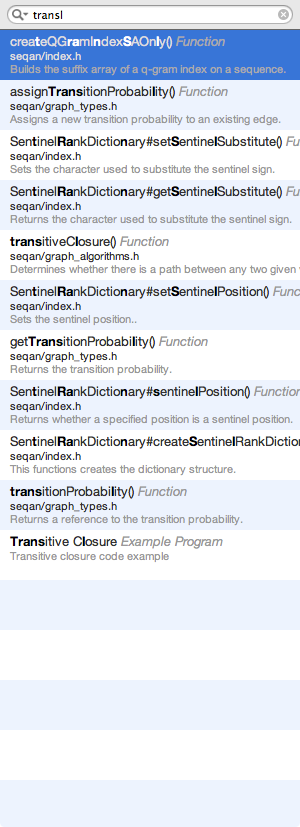 transl
createQGramIndexSAOnly() Function
seqan/index.h
Builds the suffix array of a q-gram index on a sequence.
assignTransitionProbability() Function
seqan/graph_types.h
Assigns a new transition probability to an existing edge.
SentinelRankDictionary#setSentinelSubstitute() Fu
seqan/index.h
Sets the character used to substitute the sentinel sign.
SentinelRankDictionary#getSentinelSubstitute() Fu
seqan/index.h
Returns the character used to substitute the sentinel sign.
transitiveClosure() Function
seqan/graph_algorithms.h
Determines whether there is a path between any two given
SentinelRankDictionary#setSentinelPosition() Func
seqan/index.h
Sets the sentinel position..
getTransitionProbability() Function
seqan/graph_types.h
Returns the transition probability.
SentinelRankDictionary#sentinelPosition() Functio
seqan/index.h
Returns whether a specified position is a sentinel position.
SentinelRankDictionary#createSentinelRankDiction
seqan/index.h
This functions creates the dictionary structure.
transitionProbability() Function
seqan/graph_types.h
Returns a reference to the transition probability.
Transitive Closure Example Program
Transitive closure code example